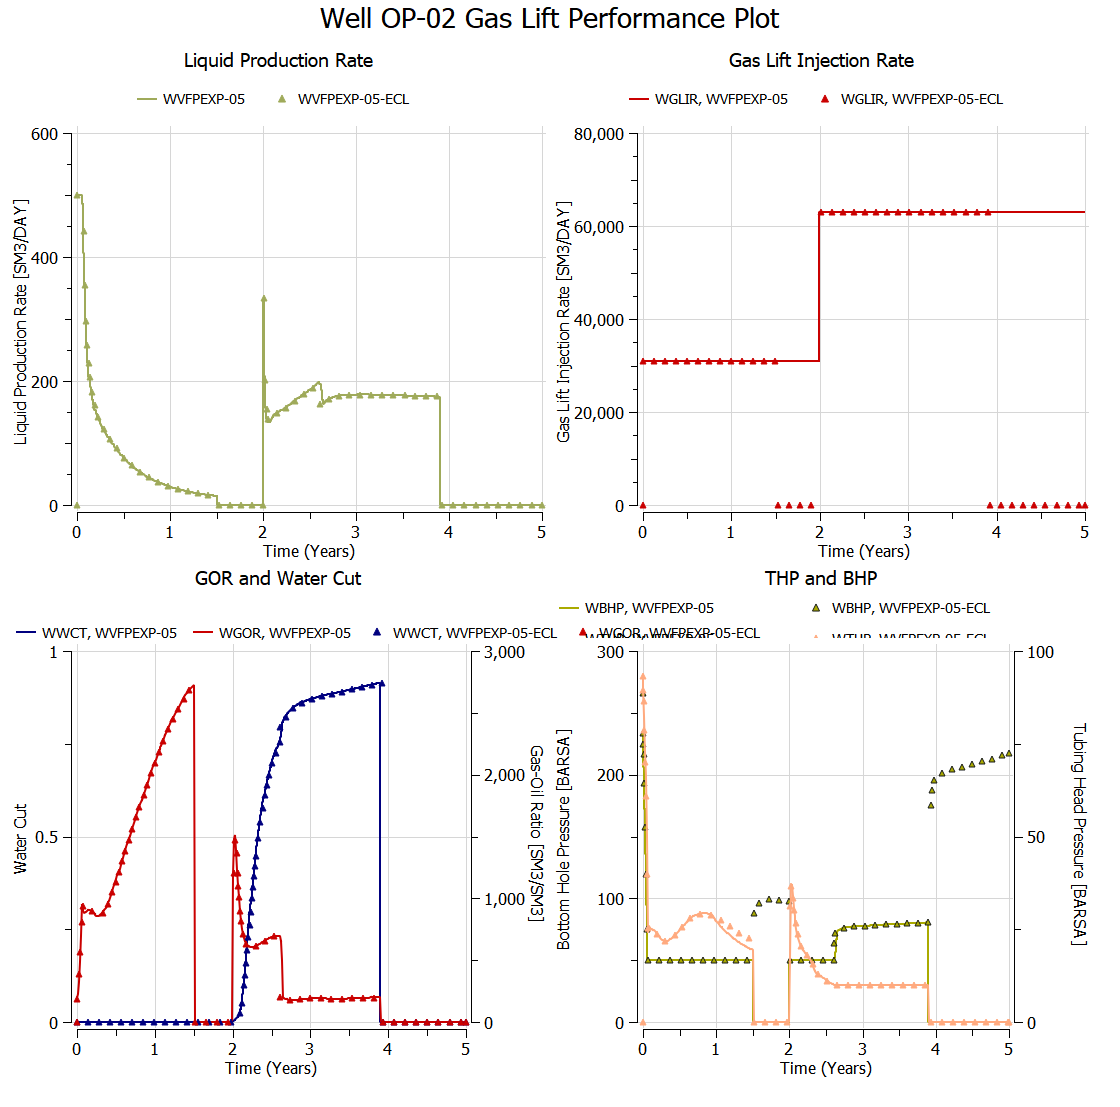 Well OP-02 Gas Lift Performance Plot
Liquid Production Rate
WVFPEXP-05
WVFPEXP-05-ECL
600
400
200
0
Liquid Production Rate [SM3/DAY]
0 1 2 3 4 5
Time (Years)
Gas Lift Injection Rate
WGLIR, WVFPEXP-05
WGLIR, WVFPEXP-05-ECL
80,000
60,000
40,000
20,000
0
Gas Lift Injection Rate [SM3/DAY]
0 1 2 3 4 5
Time (Years)
GOR and Water Cut
WWCT, WVFPEXP-05
WGOR, WVFPEXP-05
WWCT, WVFPEXP-05-ECL
WGOR, WVFPEXP-05-ECL
1
0.5
0
Water Cut
3,000
2,000
1,000
0
Gas-Oil Ratio [SM3/SM3]
0 1 2 3 4 5
Time (Years)
THP and BHP
WBHP, WVFPEXP-05
WBHP, WVFPEXP-05-ECL
300
200
100
0
Bottom Hole Pressure [BARSA]
100
50
0
Tubing Head Pressure [BARSA]
0 1 2 3 4 5
Time (Years)